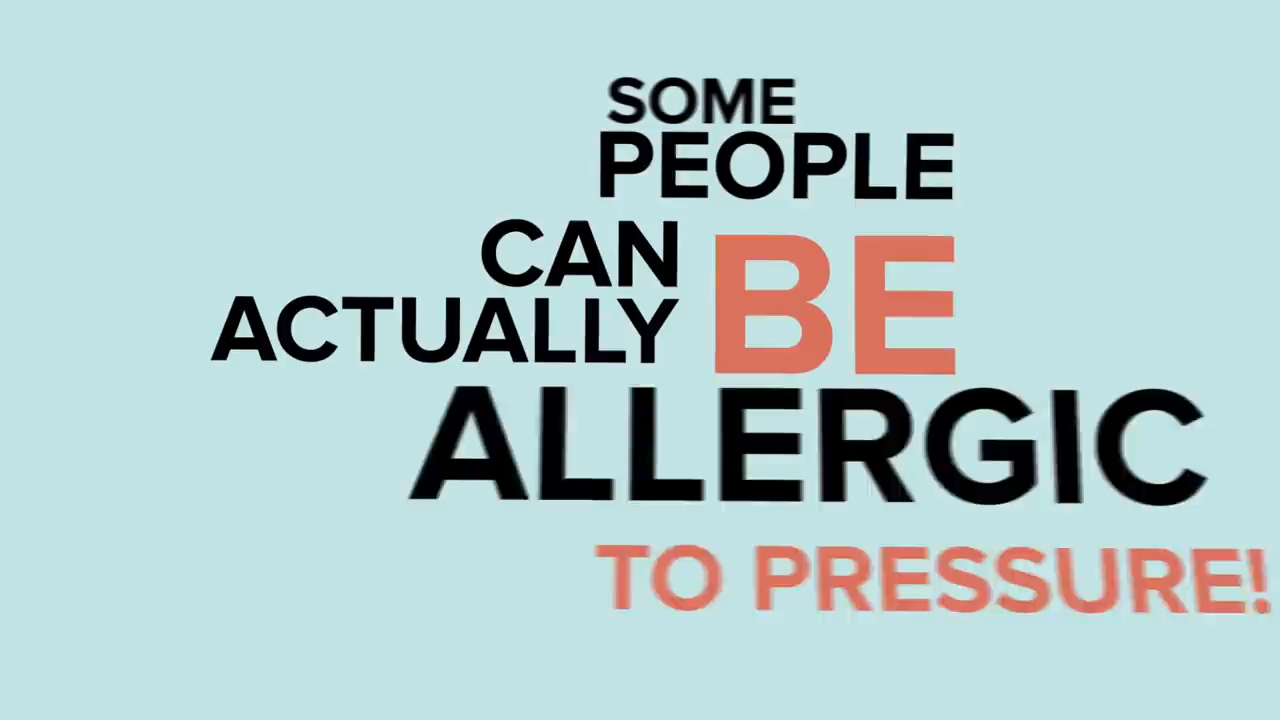 SOME
PEOPLE
CAN
ACTUALLY
BE
ALLERGIC
TO PRESSURE!